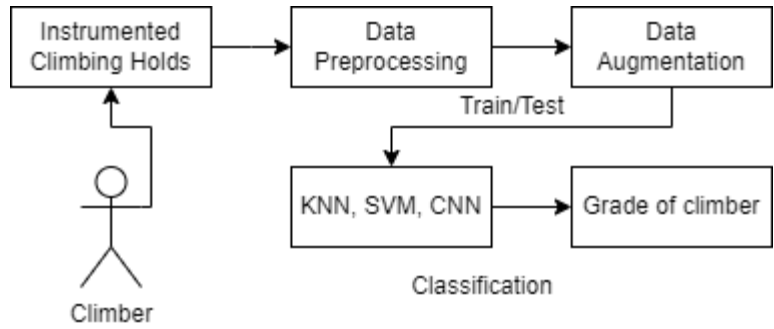 Instrumented
Climbing Holds
Data
Preprocessing
Data
Augmentation
Train/Test
KNN, SVM, CNN
Grade of climber
Classification
Climber